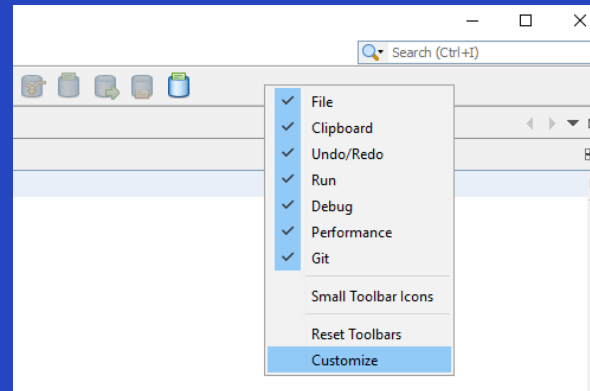 Search (Ctrl+I)
File
Clipboard
Undo/Redo
Run
Debug
Performance
Git
Small Toolbar Icons
Reset Toolbars
Customize